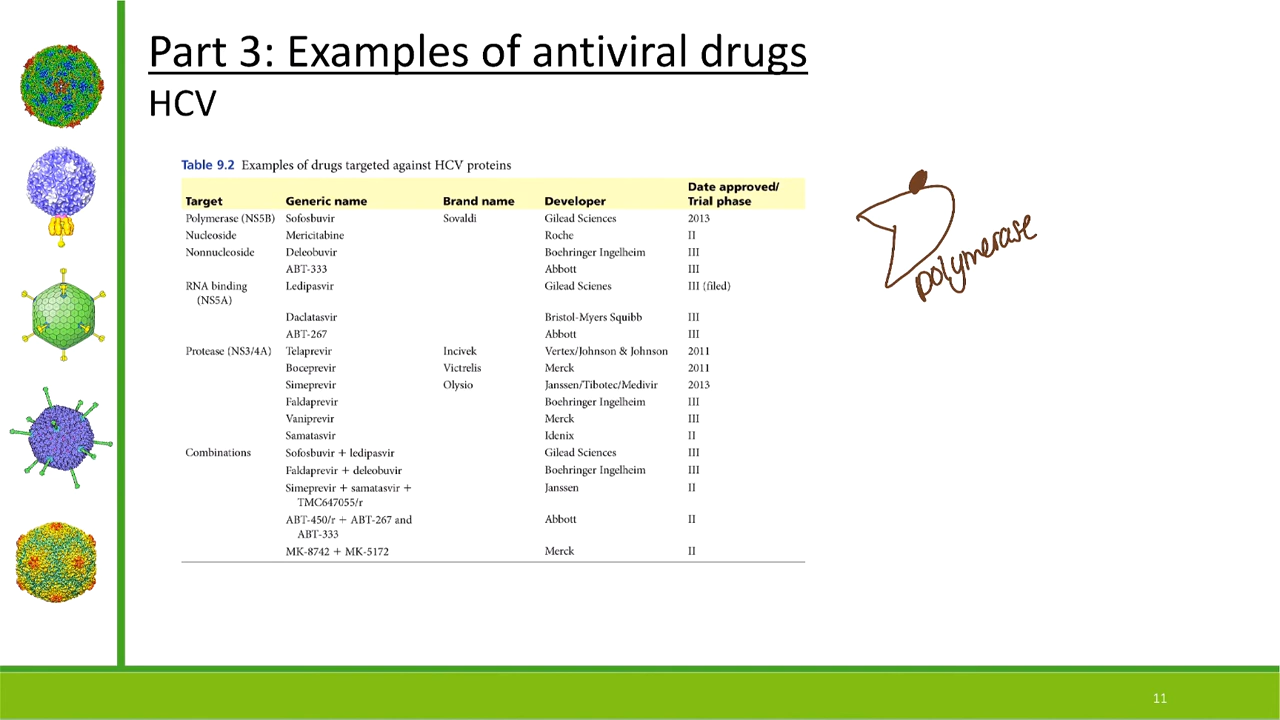 Part 3: Examples of antiviral drugs
HCV
Table 9.2 Examples of drugs targeted against HCV proteins
Target Generic name Brand name Developer Date approved/ Trial phase
Polymerase (NS5B) Sofosbuvir Sovaldi Gilead Sciences 2013
Nucleoside Mericitabine Roche II
Nonnucleoside Deleobuvir Boehringer Ingelheim III
ABT-333 Abbott III
RNA binding (NS5A) Ledipasvir Gilead Scienes III (filed)
Daclatasvir Bristol-Myers Squibb III
ABT-267 Abbott III
Protease (NS3/4A) Telaprevir Incivek Vertex/Johnson & Johnson 2011
Boceprevir Victrelis Merck 2011
Simeprevir Olysio Janssen/Tibotec/Medivir 2013
Faldaprevir Boehringer Ingelheim III
Vaniprevir Merck III
Samatasvir Idenix II
Combinations Sofosbuvir + ledipasvir Gilead Sciences III
Faldaprevir + deleobuvir Boehringer Ingelheim III
Simeprevir + samatasvir + TMC647055/r Janssen II
ABT-450/r + ABT-267 and ABT-333 Abbott II
MK-8742 + MK-5172 Merck II
polymerase
11